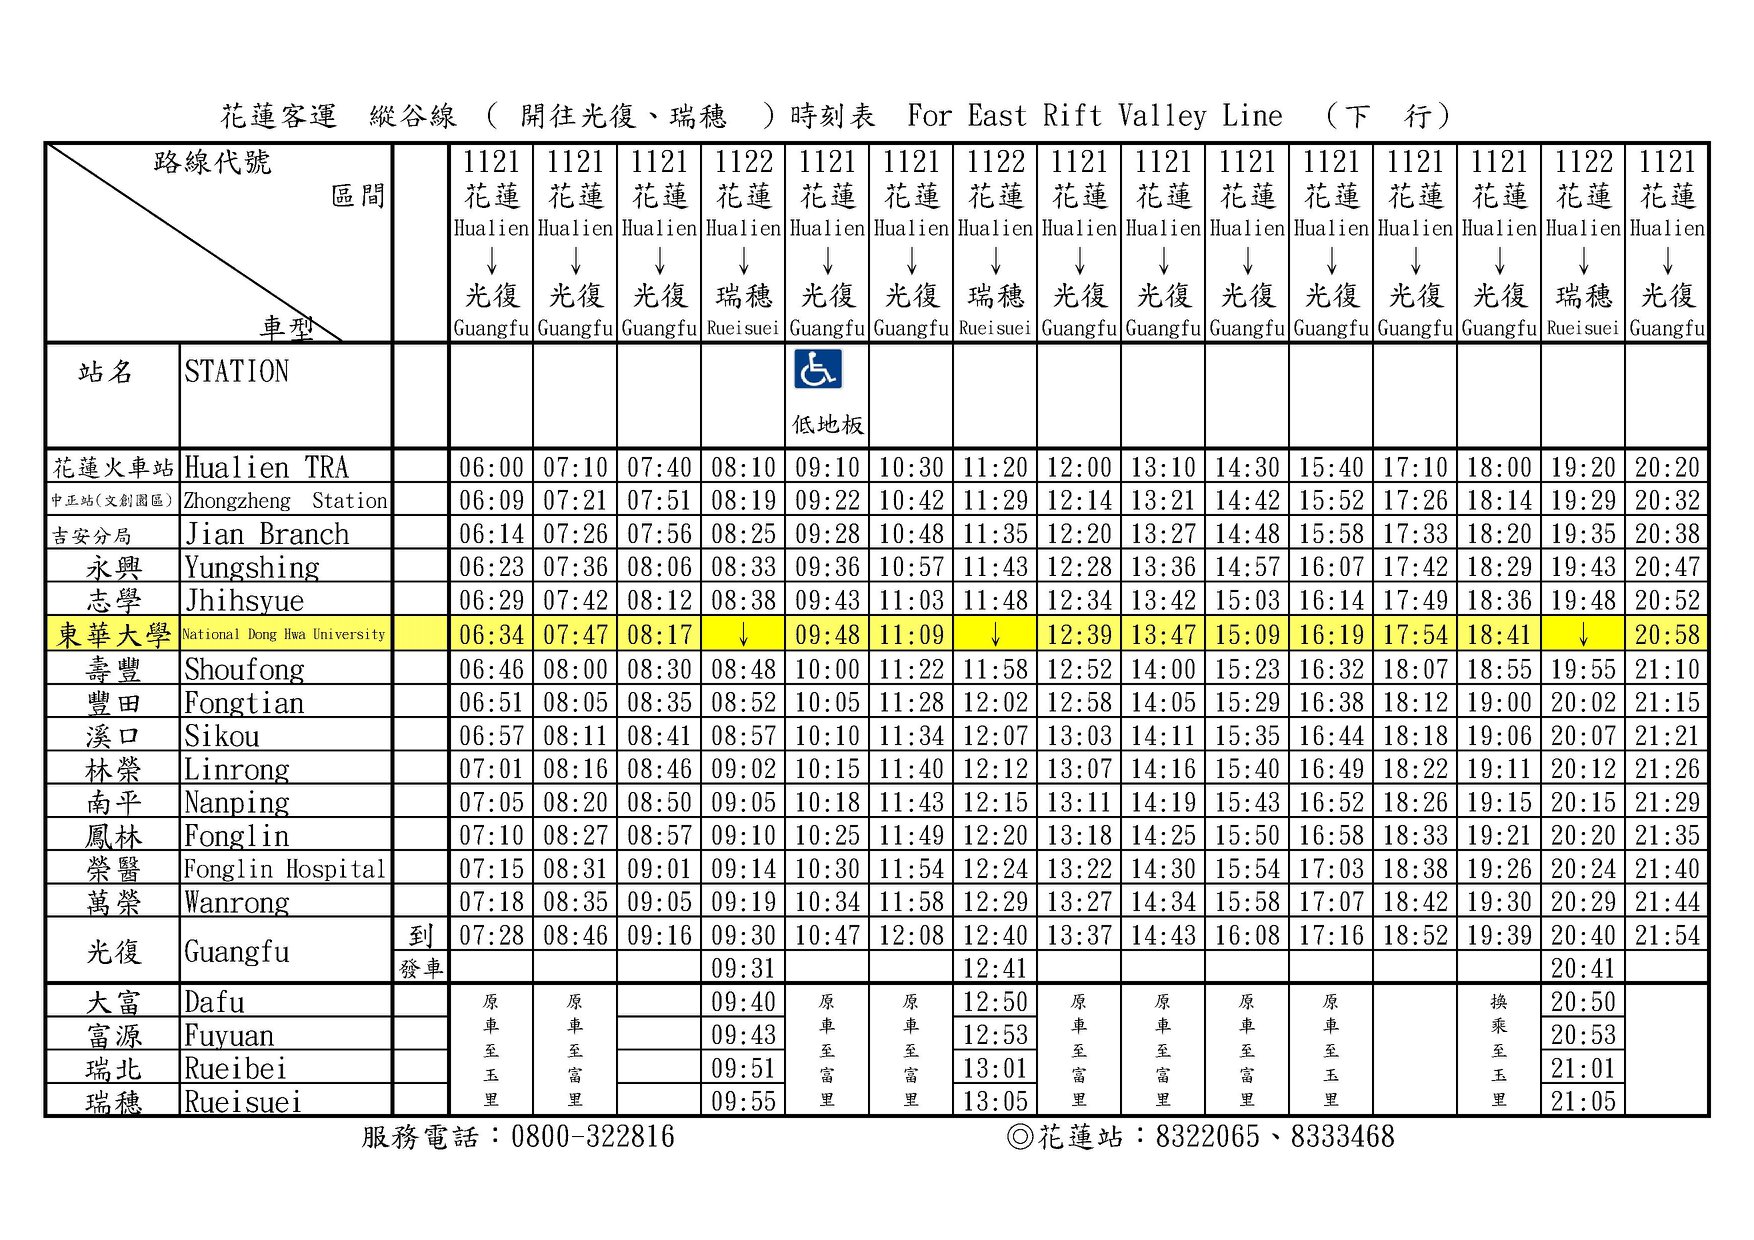 花蓮客運 縱谷線 ( 開往光復、瑞穗 ) 時刻表 For East Rift Valley Line (下 行)
路線代號 1121 1121 1121 1122 1121 1121 1122 1121 1121 1121 1121 1121 1121 1122 1121
區間 花蓮 花蓮 花蓮 花蓮 花蓮 花蓮 花蓮 花蓮 花蓮 花蓮 花蓮 花蓮 花蓮 花蓮 花蓮
Hualien Hualien Hualien Hualien Hualien Hualien Hualien Hualien Hualien Hualien Hualien Hualien Hualien Hualien Hualien
↓ ↓ ↓ ↓ ↓ ↓ ↓ ↓ ↓ ↓ ↓ ↓ ↓ ↓ ↓
光復 光復 光復 瑞穗 光復 光復 瑞穗 光復 光復 光復 光復 光復 光復 瑞穗 光復
車型 Guangfu Guangfu Guangfu Rueisuei Guangfu Guangfu Rueisuei Guangfu Guangfu Guangfu Guangfu Guangfu Guangfu Rueisuei Guangfu
站名 STATION
低地板
花蓮火車站 Hualien TRA 06:00 07:10 07:40 08:10 09:10 10:30 11:20 12:00 13:10 14:30 15:40 17:10 18:00 19:20 20:20
中正站(文創園區) Zhongzheng Station 06:09 07:21 07:51 08:19 09:22 10:42 11:29 12:14 13:21 14:42 15:52 17:26 18:14 19:29 20:32
吉安分局 Jian Branch 06:14 07:26 07:56 08:25 09:28 10:48 11:35 12:20 13:27 14:48 15:58 17:33 18:20 19:35 20:38
永興 Yungshing 06:23 07:36 08:06 08:33 09:36 10:57 11:43 12:28 13:36 14:57 16:07 17:42 18:29 19:43 20:47
志學 Jhihsyue 06:29 07:42 08:12 08:38 09:43 11:03 11:48 12:34 13:42 15:03 16:14 17:49 18:36 19:48 20:52
東華大學 National Dong Hwa University 06:34 07:47 08:17 ↓ 09:48 11:09 ↓ 12:39 13:47 15:09 16:19 17:54 18:41 ↓ 20:58
壽豐 Shoufong 06:46 08:00 08:30 08:48 10:00 11:22 11:58 12:52 14:00 15:23 16:32 18:07 18:55 19:55 21:10
豐田 Fongtian 06:51 08:05 08:35 08:52 10:05 11:28 12:02 12:58 14:05 15:29 16:38 18:12 19:00 20:02 21:15
溪口 Sikou 06:57 08:11 08:41 08:57 10:10 11:34 12:07 13:03 14:11 15:35 16:44 18:18 19:06 20:07 21:21
林榮 Linrong 07:01 08:16 08:46 09:02 10:15 11:40 12:12 13:07 14:16 15:40 16:49 18:22 19:11 20:12 21:26
南平 Nanping 07:05 08:20 08:50 09:05 10:18 11:43 12:15 13:11 14:19 15:43 16:52 18:26 19:15 20:15 21:29
鳳林 Fonglin 07:10 08:27 08:57 09:10 10:25 11:49 12:20 13:18 14:25 15:50 16:58 18:33 19:21 20:20 21:35
榮醫 Fonglin Hospital 07:15 08:31 09:01 09:14 10:30 11:54 12:24 13:22 14:30 15:54 17:03 18:38 19:26 20:24 21:40
萬榮 Wanrong 07:18 08:35 09:05 09:19 10:34 11:58 12:29 13:27 14:34 15:58 17:07 18:42 19:30 20:29 21:44
光復 Guangfu 到 07:28 08:46 09:16 09:30 10:47 12:08 12:40 13:37 14:43 16:08 17:16 18:52 19:39 20:40 21:54
發車 09:31 12:41 20:41
大富 Dafu 09:40 12:50 20:50
富源 Fuyuan 09:43 12:53 20:53
瑞北 Rueibei 09:51 13:01 21:01
瑞穗 Rueisuei 09:55 13:05 21:05
原車至玉里
原車至富里
原車至富里
原車至富里
原車至富里
原車至富里
原車至富里
原車至玉里
換乘至玉里
服務電話：0800-322816 ◎花蓮站：8322065、8333468